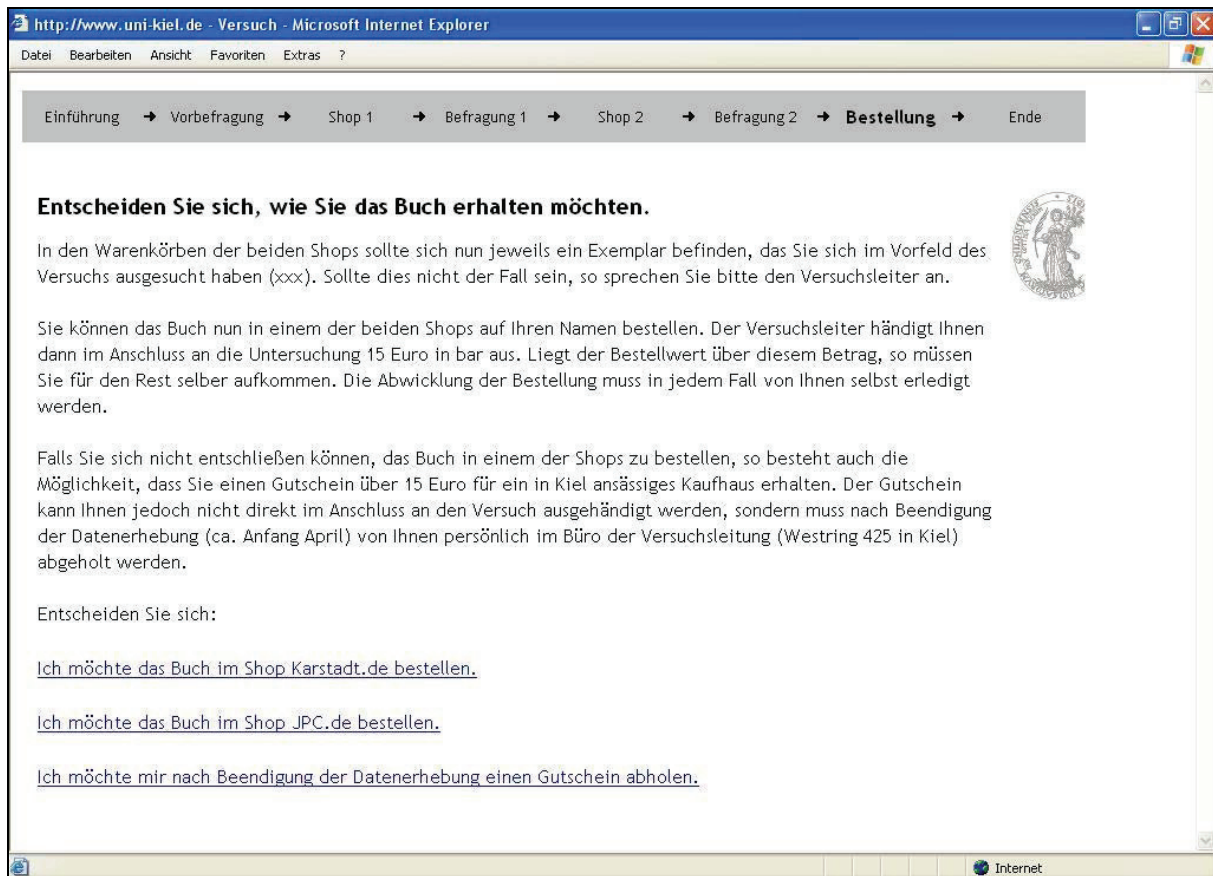 http://www.uni-kiel.de - Versuch - Microsoft Internet Explorer
Datei Bearbeiten Ansicht Favoriten Extras ?
Einführung → Vorbefragung → Shop 1 → Befragung 1 → Shop 2 → Befragung 2 → Bestellung → Ende
Entscheiden Sie sich, wie Sie das Buch erhalten möchten.
In den Warenkörben der beiden Shops sollte sich nun jeweils ein Exemplar befinden, das Sie sich im Vorfeld des
Versuchs ausgesucht haben (xxx). Sollte dies nicht der Fall sein, so sprechen Sie bitte den Versuchsleiter an.
Sie können das Buch nun in einem der beiden Shops auf Ihren Namen bestellen. Der Versuchsleiter händigt Ihnen
dann im Anschluss an die Untersuchung 15 Euro in bar aus. Liegt der Bestellwert über diesem Betrag, so müssen
Sie für den Rest selber aufkommen. Die Abwicklung der Bestellung muss in jedem Fall von Ihnen selbst erledigt
werden.
Falls Sie sich nicht entschließen können, das Buch in einem der Shops zu bestellen, so besteht auch die
Möglichkeit, dass Sie einen Gutschein über 15 Euro für ein in Kiel ansässiges Kaufhaus erhalten. Der Gutschein
kann Ihnen jedoch nicht direkt im Anschluss an den Versuch ausgehändigt werden, sondern muss nach Beendigung
der Datenerhebung (ca. Anfang April) von Ihnen persönlich im Büro der Versuchsleitung (Westring 425 in Kiel)
abgeholt werden.
Entscheiden Sie sich:
Ich möchte das Buch im Shop Karstadt.de bestellen.
Ich möchte das Buch im Shop JPC.de bestellen.
Ich möchte mir nach Beendigung der Datenerhebung einen Gutschein abholen.
Internet